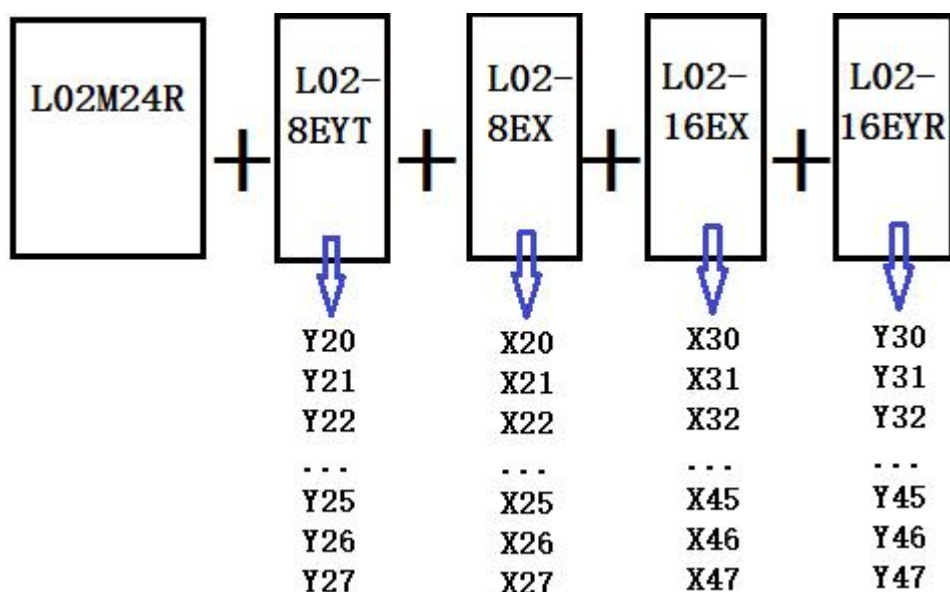 L02M24R
+
L02-
8EYT
+
L02-
8EX
+
L02-
16EX
+
L02-
16EYR
Y20
Y21
Y22
...
Y25
Y26
Y27
X20
X21
X22
...
X25
X26
X27
X30
X31
X32
...
X45
X46
X47
Y30
Y31
Y32
...
Y45
Y46
Y47